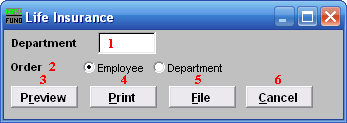 FUND Life Insurance
Department 1
Order 2 Employee Department
3 4 5 6
Preview Print File Cancel